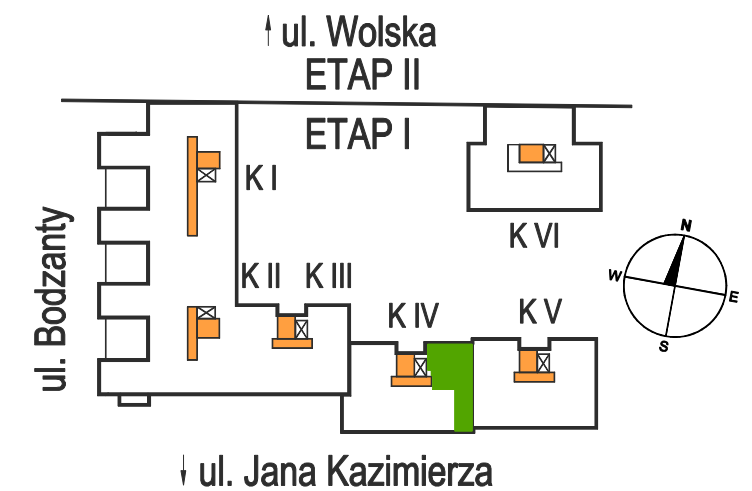 ul. Wolska
ETAP II
ETAP I
K I
K VI
ul. Bodzanty
N
W
E
S
K II
K III
K IV
K V
ul. Jana Kazimierza